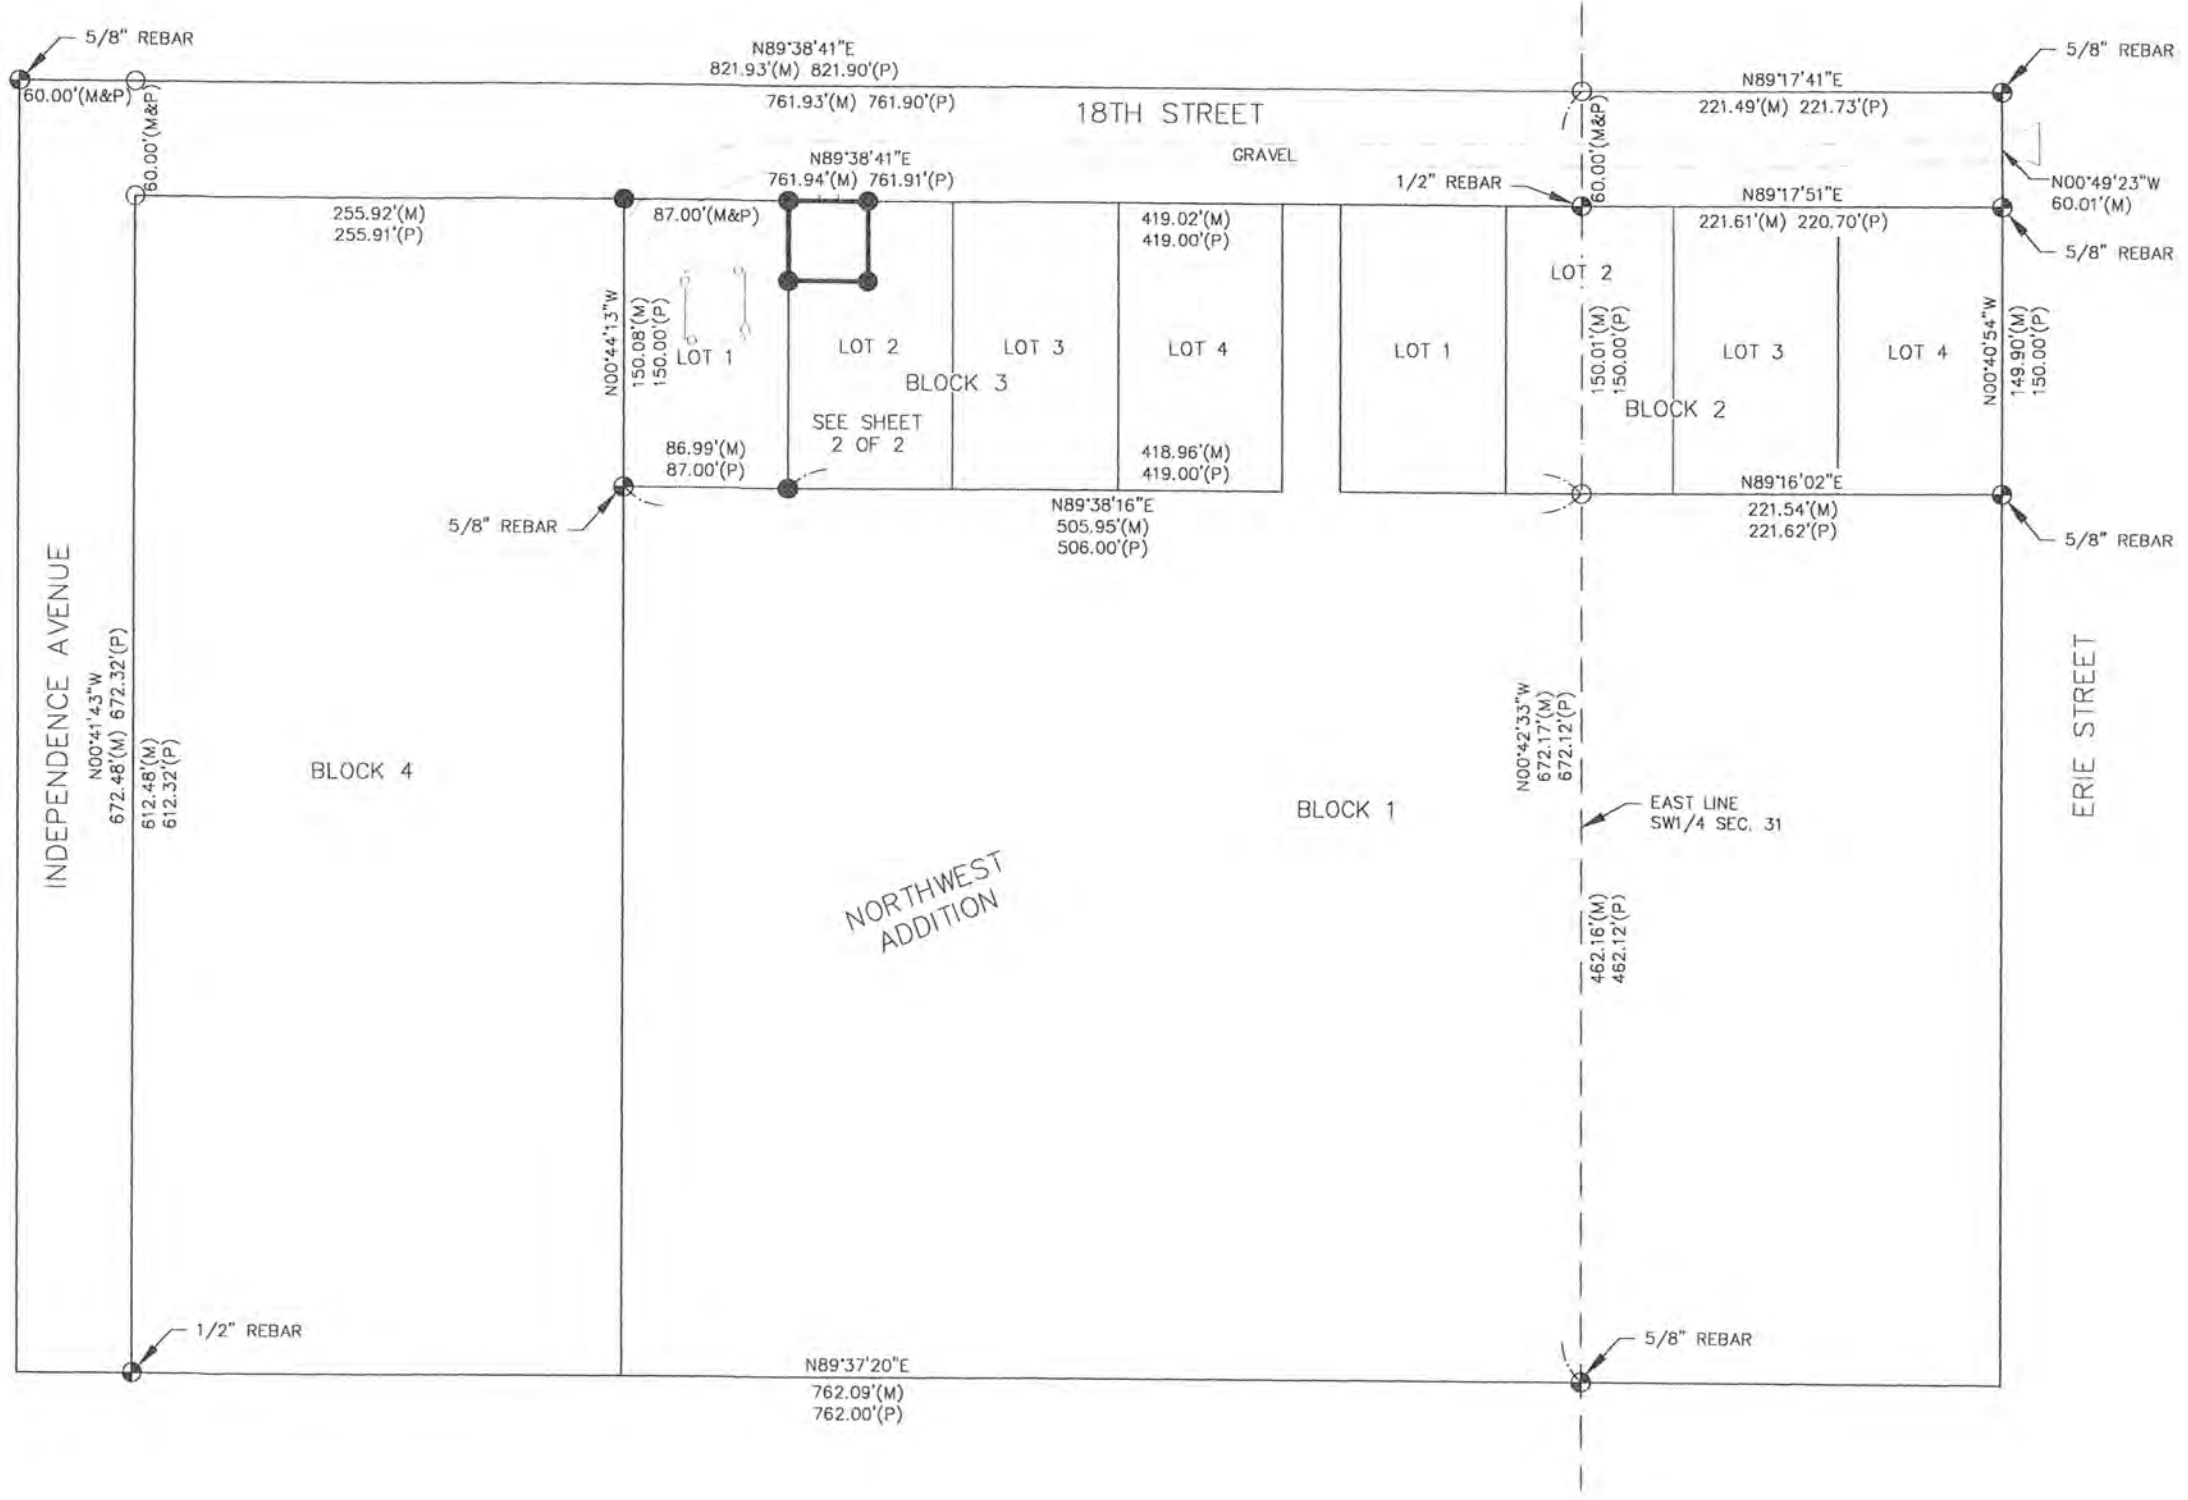 5/8" REBAR
N89°38'41"E
821.93'(M) 821.90'(P)
5/8" REBAR
60.00'(M&P)
60.00'(M&P)
761.93'(M) 761.90'(P)
18TH STREET
N89°17'41"E
221.49'(M) 221.73'(P)
60.00'(M&P)
GRAVEL
N89°38'41"E
761.94'(M) 761.91'(P)
1/2" REBAR
N89°17'51"E
221.61'(M) 220.70'(P)
N00°49'23"W
60.01'(M)
5/8" REBAR
255.92'(M)
255.91'(P)
87.00'(M&P)
419.02'(M)
419.00'(P)
N00°44'13"W
150.08'(M)
150.00'(P)
LOT 1
LOT 2
LOT 3
LOT 4
BLOCK 3
LOT 1
LOT 2
150.01'(M)
150.00'(P)
LOT 3
LOT 4
BLOCK 2
N00°40'54"W
149.90'(M)
150.00'(P)
SEE SHEET
2 OF 2
86.99'(M)
87.00'(P)
418.96'(M)
419.00'(P)
5/8" REBAR
N89°38'16"E
505.95'(M)
506.00'(P)
N89°16'02"E
221.54'(M)
221.62'(P)
5/8" REBAR
INDEPENDENCE AVENUE
N00°41'43"W
672.48'(M) 672.32'(P)
612.48'(M)
612.32'(P)
BLOCK 4
BLOCK 1
N00°42'33"W
672.17'(M)
672.12'(P)
EAST LINE
SW1/4 SEC. 31
ERIE STREET
NORTHWEST
ADDITION
462.16'(M)
462.12'(P)
1/2" REBAR
N89°37'20"E
762.09'(M)
762.00'(P)
5/8" REBAR